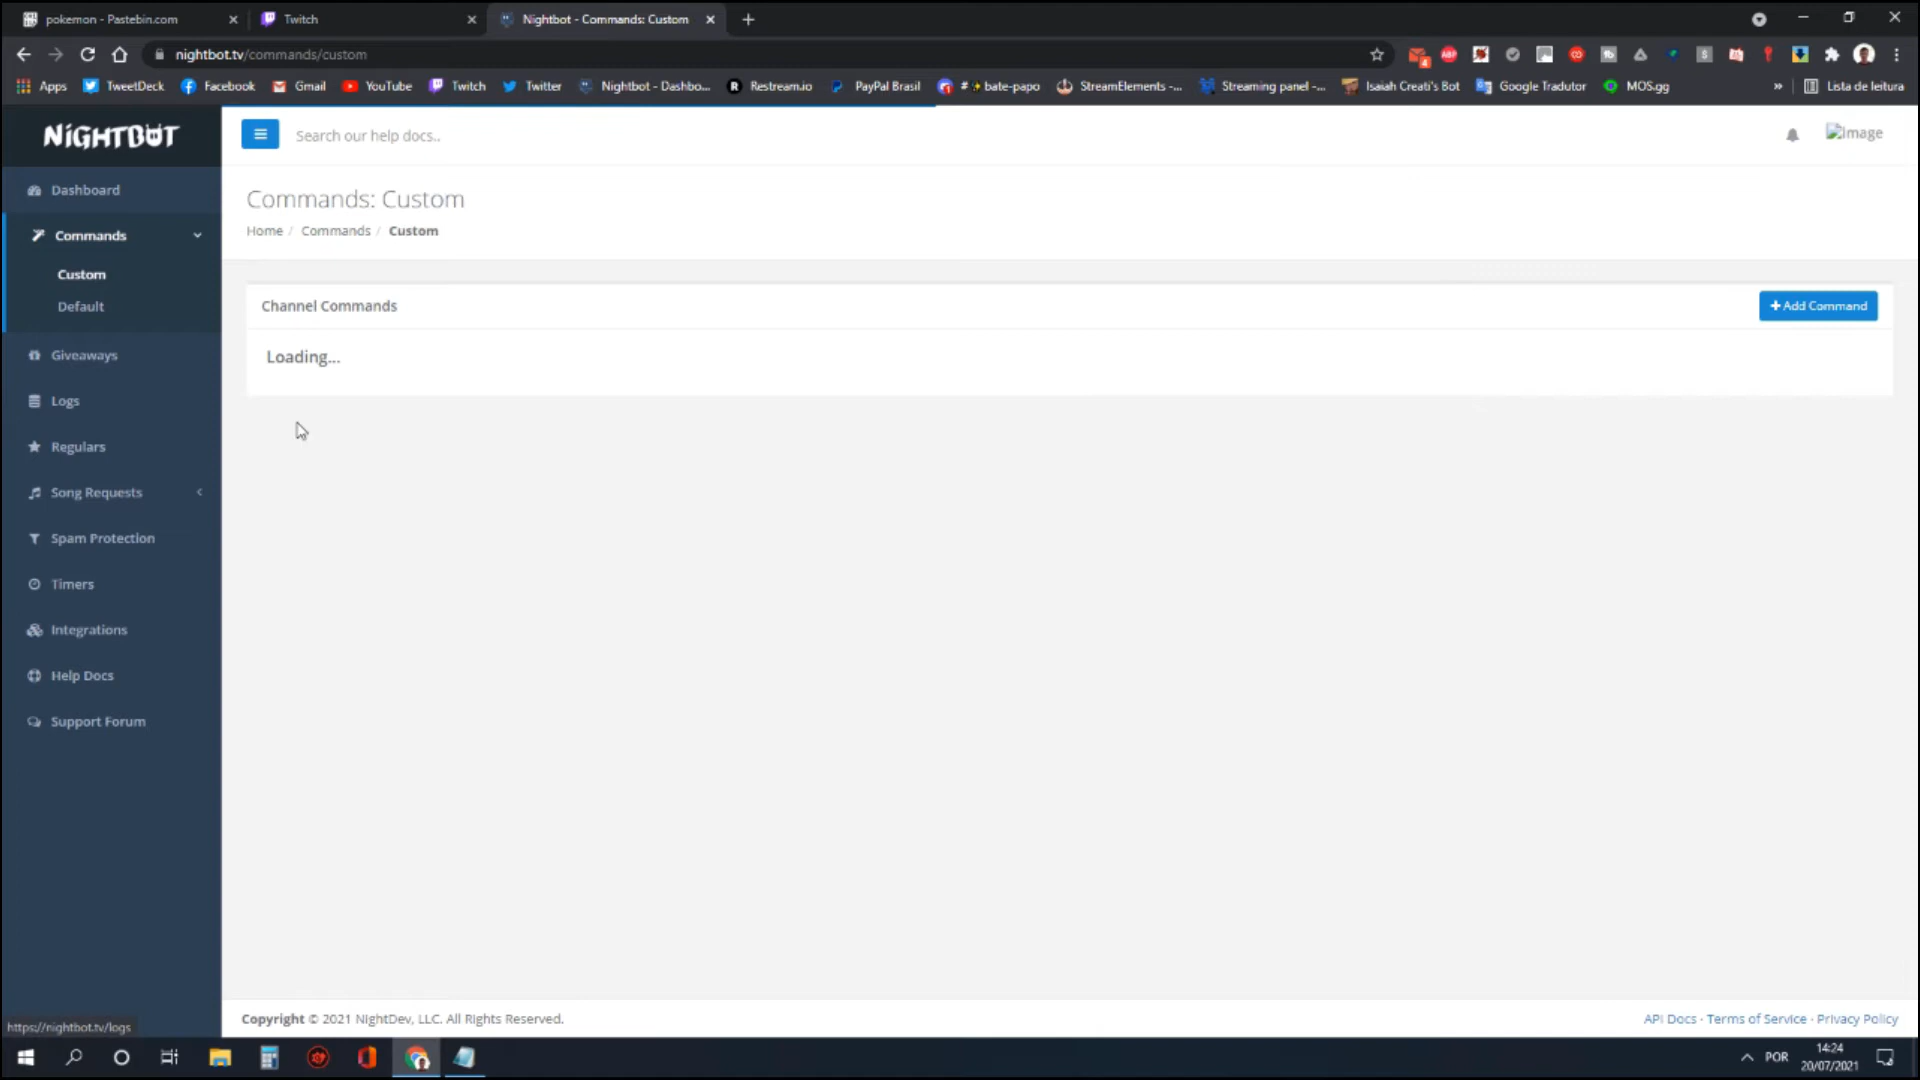 pokemon - Pastebin.com
Twitch
Nightbot - Commands: Custom
nightbot.tv/commands/custom
4
Apps
TweetDeck
Facebook
Gmail
YouTube
Twitch
Twitter
Nightbot - Dashbo...
Restream.io
PayPal Brasil
#✨bate-papo
StreamElements -...
Streaming panel -...
Isaiah Creati's Bot
Google Tradutor
MOS.gg
»
Lista de leitura
NiGHTBOT
Search our help docs..
Image
Dashboard
Commands
Custom
Default
Giveaways
Logs
Regulars
Song Requests
Spam Protection
Timers
Integrations
Help Docs
Support Forum
Commands: Custom
Home / Commands / Custom
Channel Commands
+ Add Command
Loading...
Copyright © 2021 NightDev, LLC. All Rights Reserved.
API Docs · Terms of Service · Privacy Policy
https://nightbot.tv/logs
POR
14:24
20/07/2021